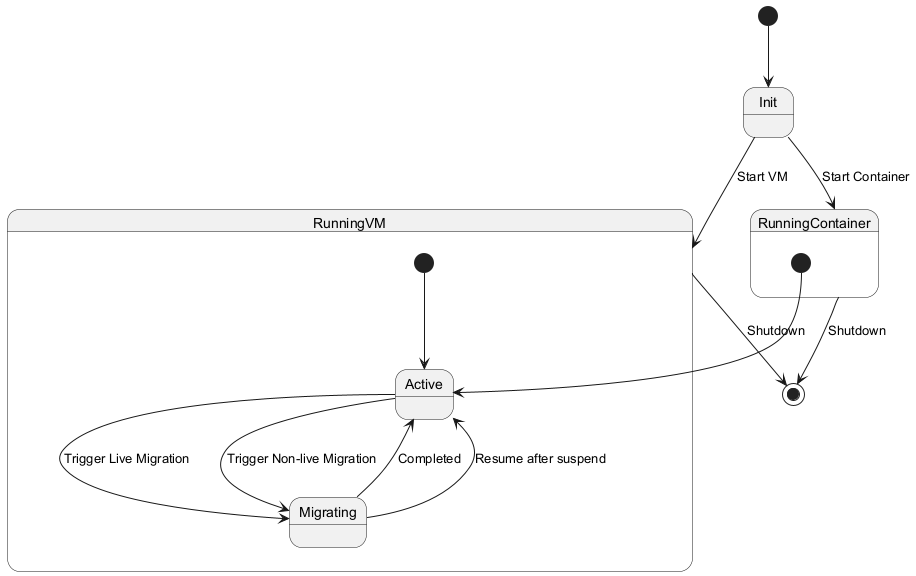 Init
Start VM
Start Container
RunningVM
RunningContainer
Shutdown
Shutdown
Active
Trigger Live Migration
Trigger Non-live Migration
Completed
Resume after suspend
Migrating